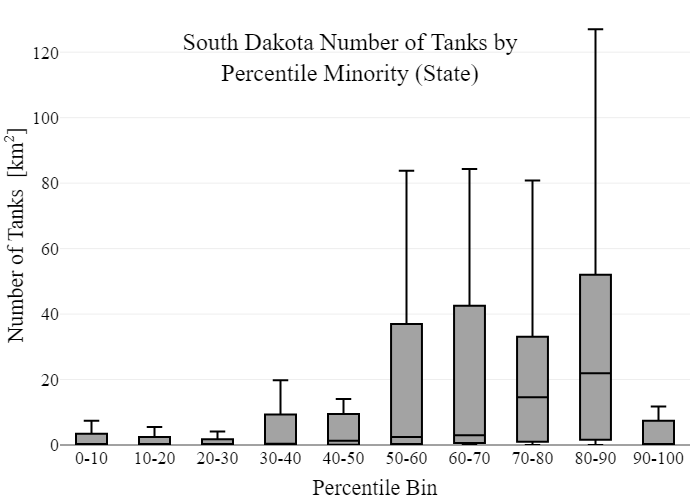 South Dakota Number of Tanks by
Percentile Minority (State)
Number of Tanks [km²]
120
100
80
60
40
20
0
0-10 10-20 20-30 30-40 40-50 50-60 60-70 70-80 80-90 90-100
Percentile Bin